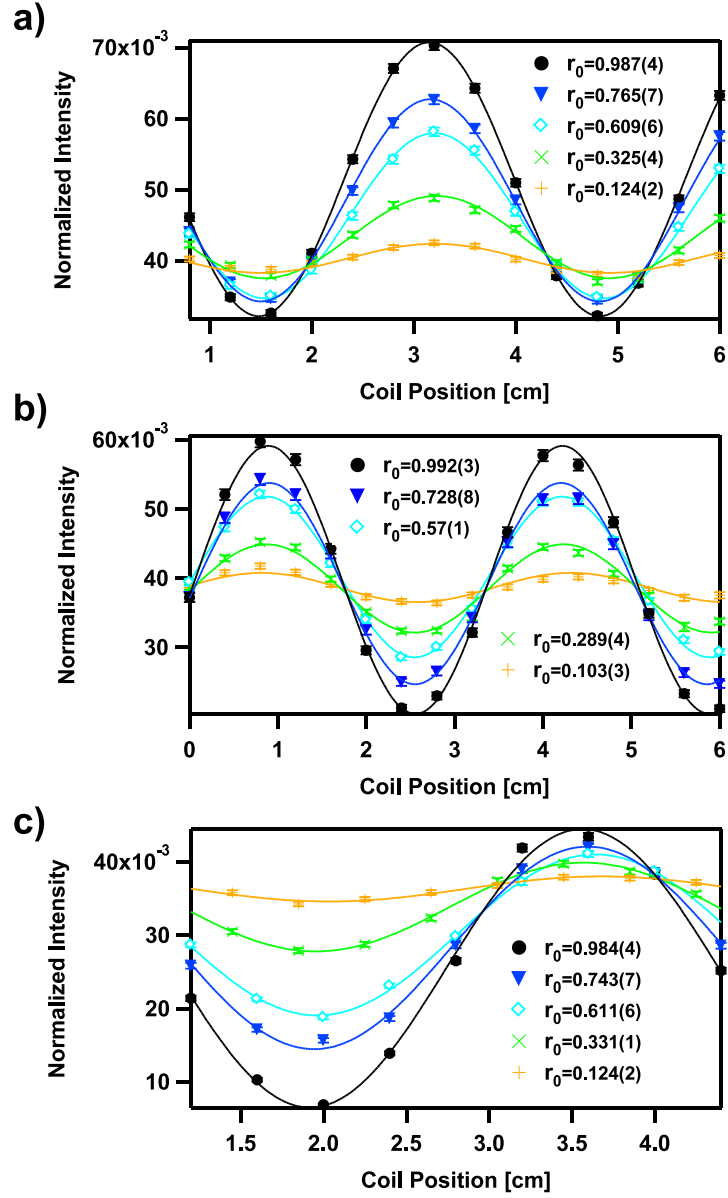 a)
70x10⁻³
60
50
40
Normalized Intensity
r₀=0.987(4)
r₀=0.765(7)
r₀=0.609(6)
r₀=0.325(4)
r₀=0.124(2)
1 2 3 4 5 6
Coil Position [cm]
b)
60x10⁻³
50
40
30
Normalized Intensity
r₀=0.992(3)
r₀=0.728(8)
r₀=0.57(1)
r₀=0.289(4)
r₀=0.103(3)
0 1 2 3 4 5 6
Coil Position [cm]
c)
40x10⁻³
30
20
10
Normalized Intensity
r₀=0.984(4)
r₀=0.743(7)
r₀=0.611(6)
r₀=0.331(1)
r₀=0.124(2)
1.5 2.0 2.5 3.0 3.5 4.0
Coil Position [cm]